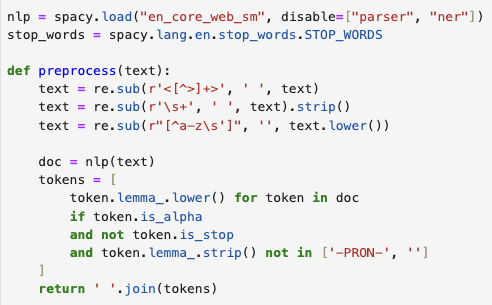 nlp = spacy.load("en_core_web_sm", disable=["parser", "ner"])
stop_words = spacy.lang.en.stop_words.STOP_WORDS

def preprocess(text):
    text = re.sub(r'<[^>]+>', ' ', text)
    text = re.sub(r'\s+', ' ', text).strip()
    text = re.sub(r"[^a-z\s']", '', text.lower())

    doc = nlp(text)
    tokens = [
        token.lemma_.lower() for token in doc
        if token.is_alpha
        and not token.is_stop
        and token.lemma_.strip() not in ['-PRON-', '']
    ]
    return ' '.join(tokens)